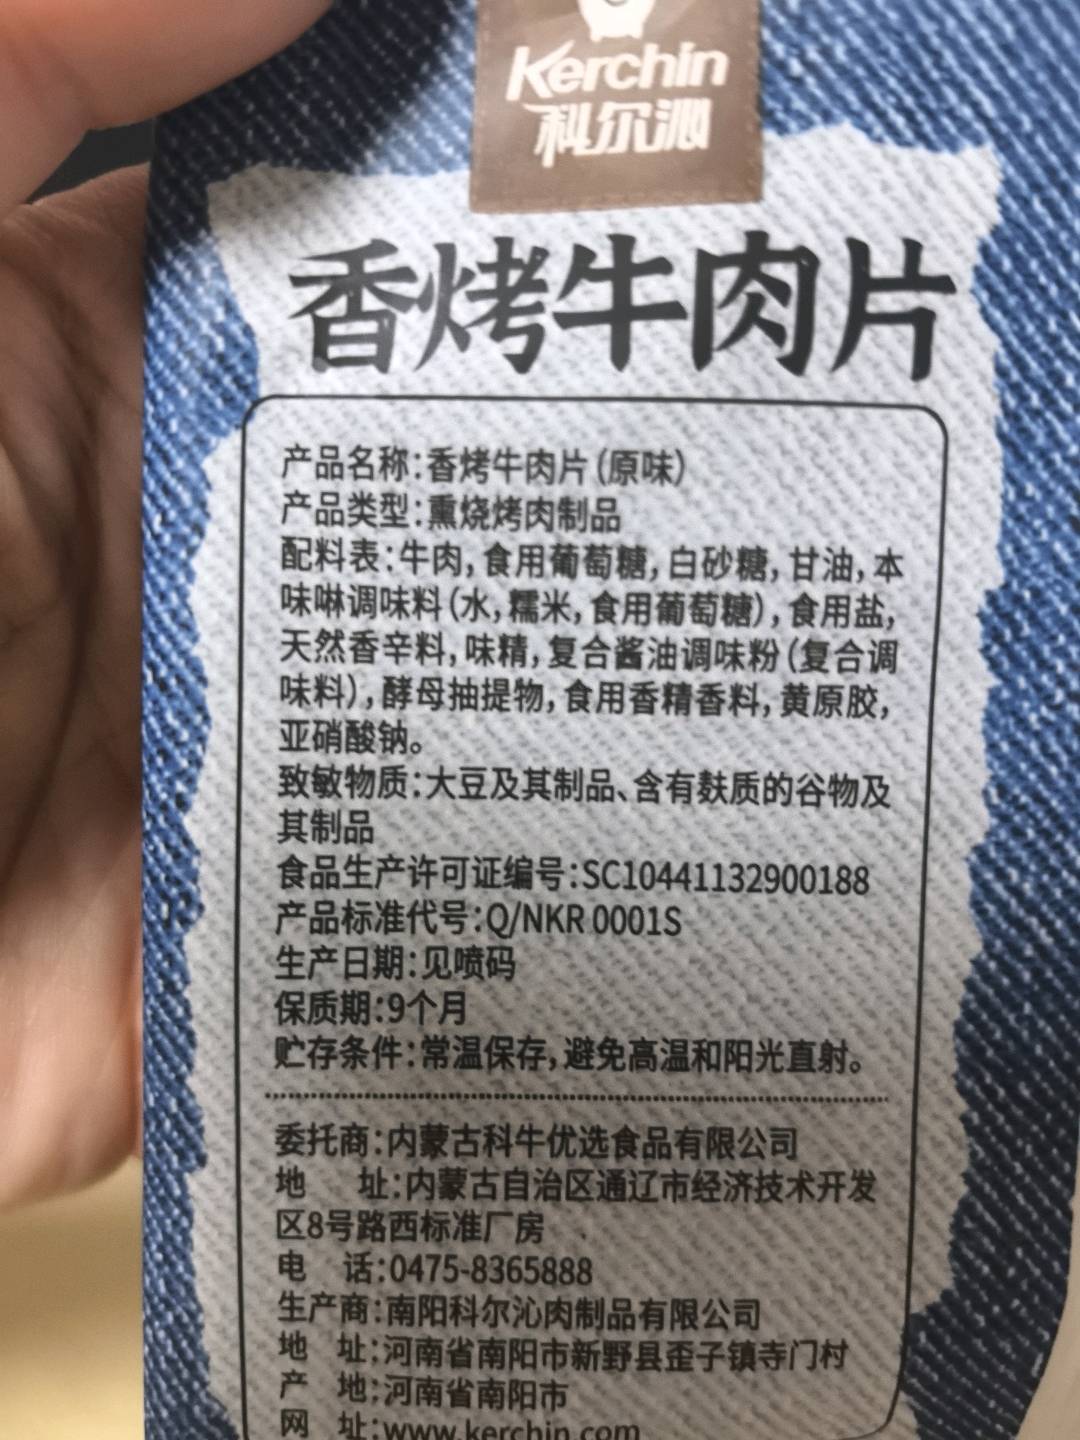 Kerchin
科尔沁
香烤牛肉片
产品名称:香烤牛肉片(原味)
产品类型:熏烧烤肉制品
配料表:牛肉,食用葡萄糖,白砂糖,甘油,本
味啉调味料(水,糯米,食用葡萄糖),食用盐,
天然香辛料,味精,复合酱油调味粉(复合调
味料),酵母抽提物,食用香精香料,黄原胶,
亚硝酸钠。
致敏物质:大豆及其制品、含有麸质的谷物及
其制品
食品生产许可证编号:SC10441132900188
产品标准代号:Q/NKR 0001S
生产日期:见喷码
保质期:9个月
贮存条件:常温保存,避免高温和阳光直射。
委托商:内蒙古科牛优选食品有限公司
地 址:内蒙古自治区通辽市经济技术开发
区8号路西标准厂房
电 话:0475-8365888
生产商:南阳科尔沁肉制品有限公司
地 址:河南省南阳市新野县歪子镇寺门村
产 地:河南省南阳市
网 址:www.kerchin.com